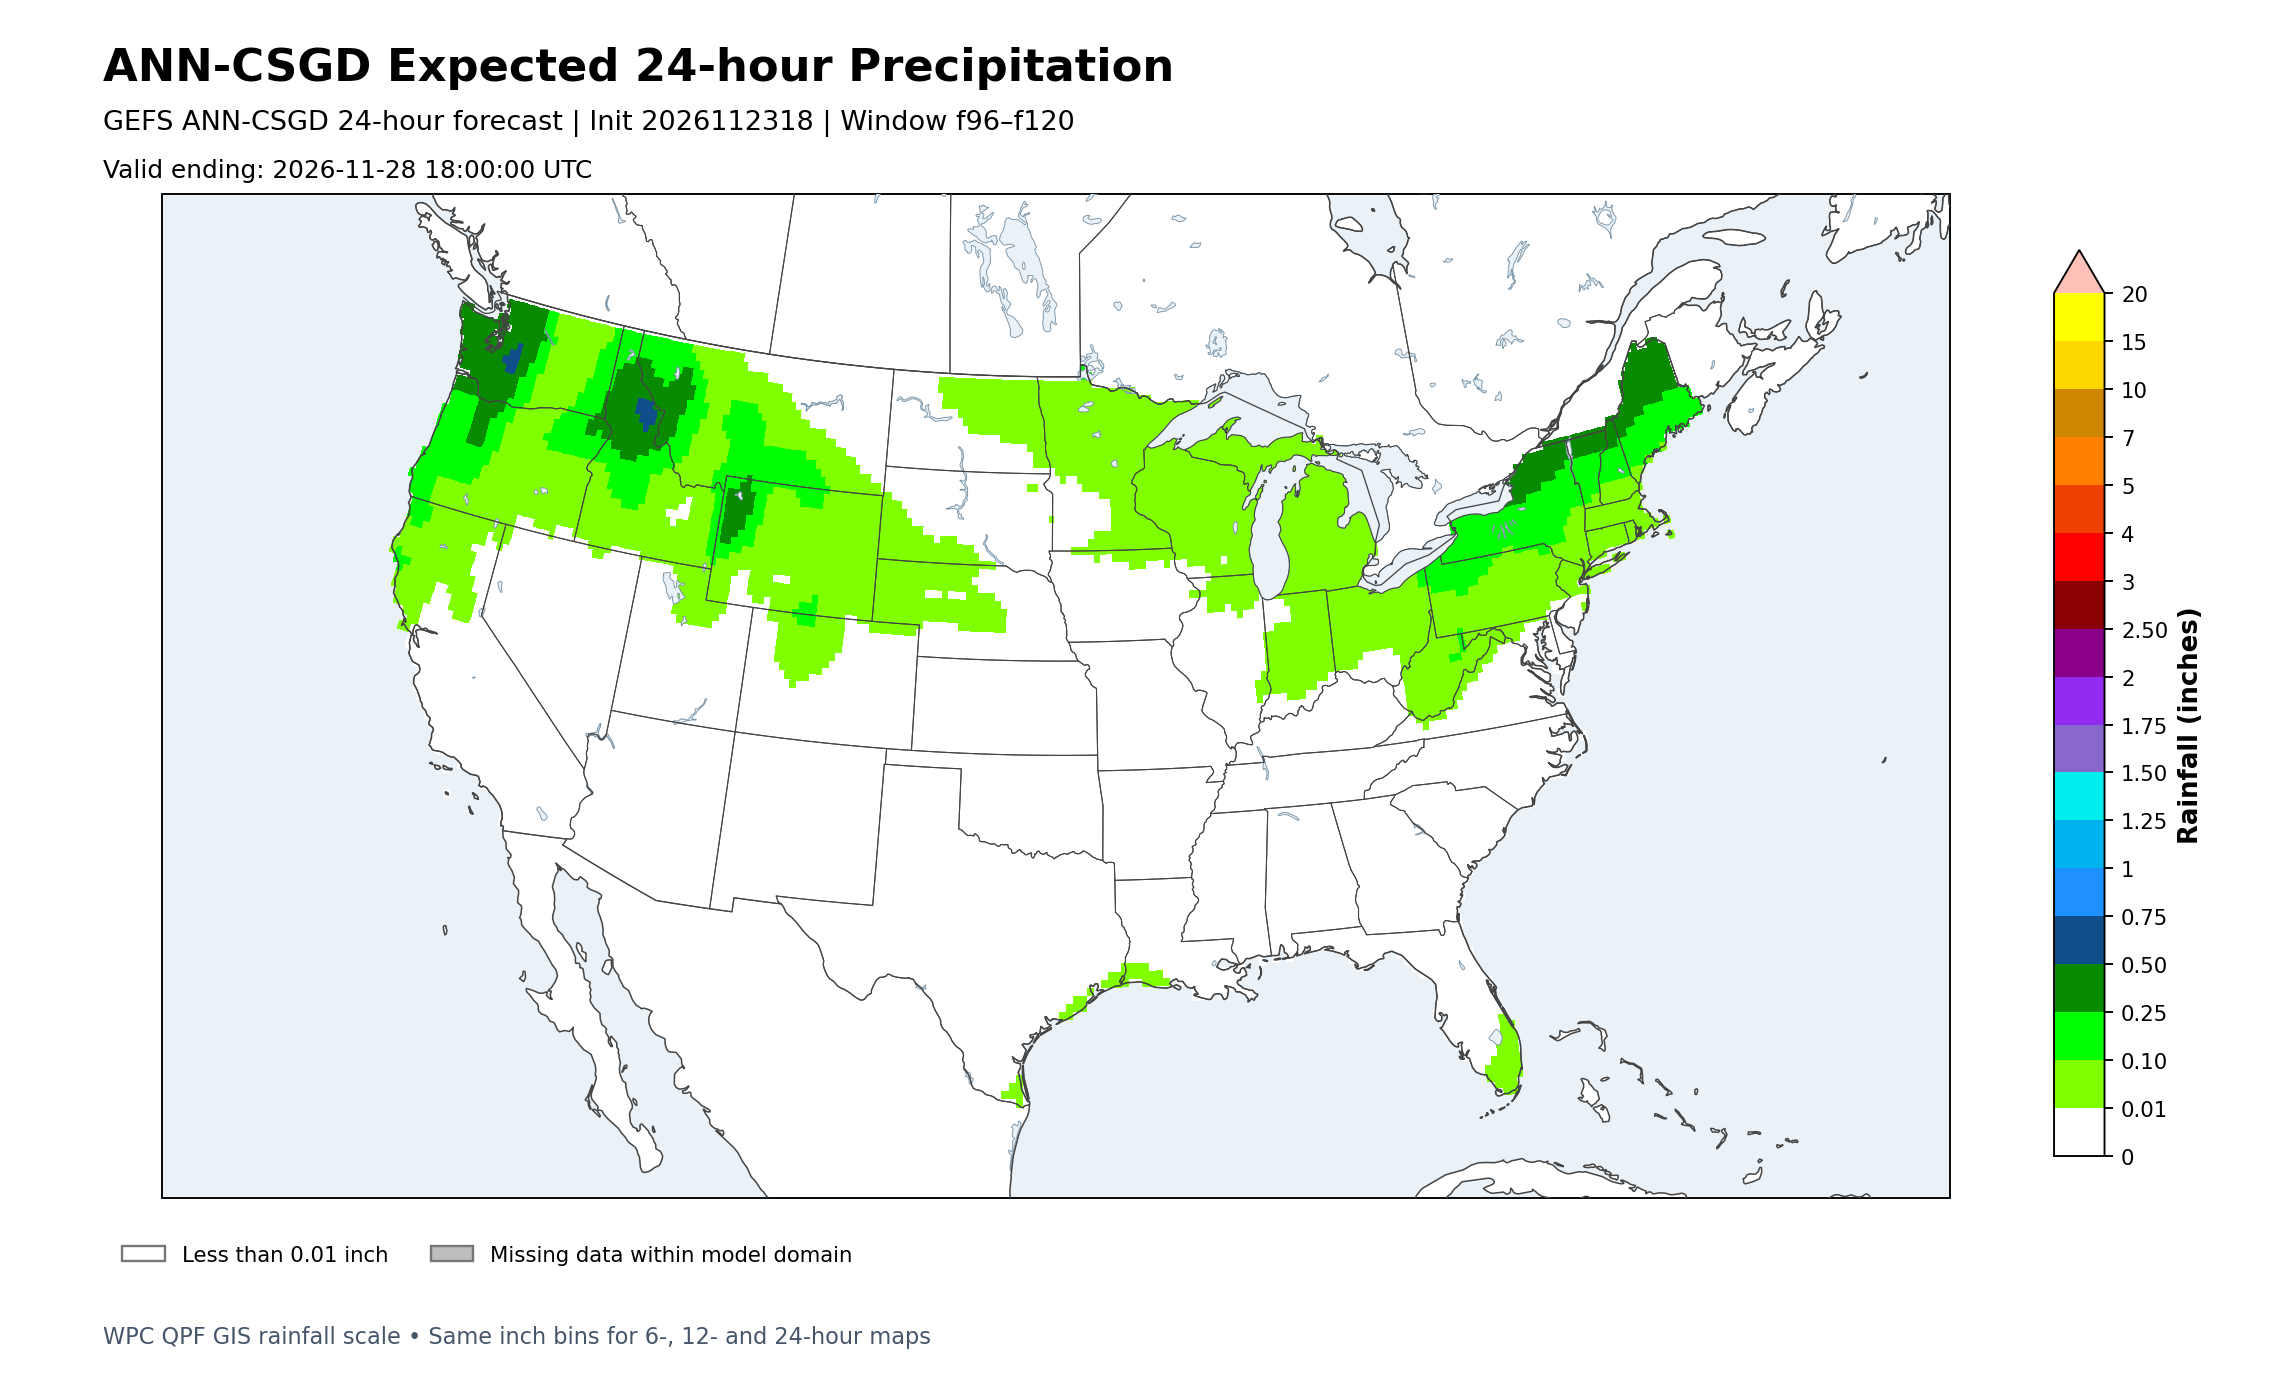 ANN-CSGD Expected 24-hour Precipitation
GEFS ANN-CSGD 24-hour forecast | Init 2026112318 | Window f96–f120
Valid ending: 2026-11-28 18:00:00 UTC
20
15
10
7
5
4
3
2.50
2
1.75
1.50
1.25
1
0.75
0.50
0.25
0.10
0.01
0
Rainfall (inches)
Less than 0.01 inch
Missing data within model domain
WPC QPF GIS rainfall scale • Same inch bins for 6-, 12- and 24-hour maps